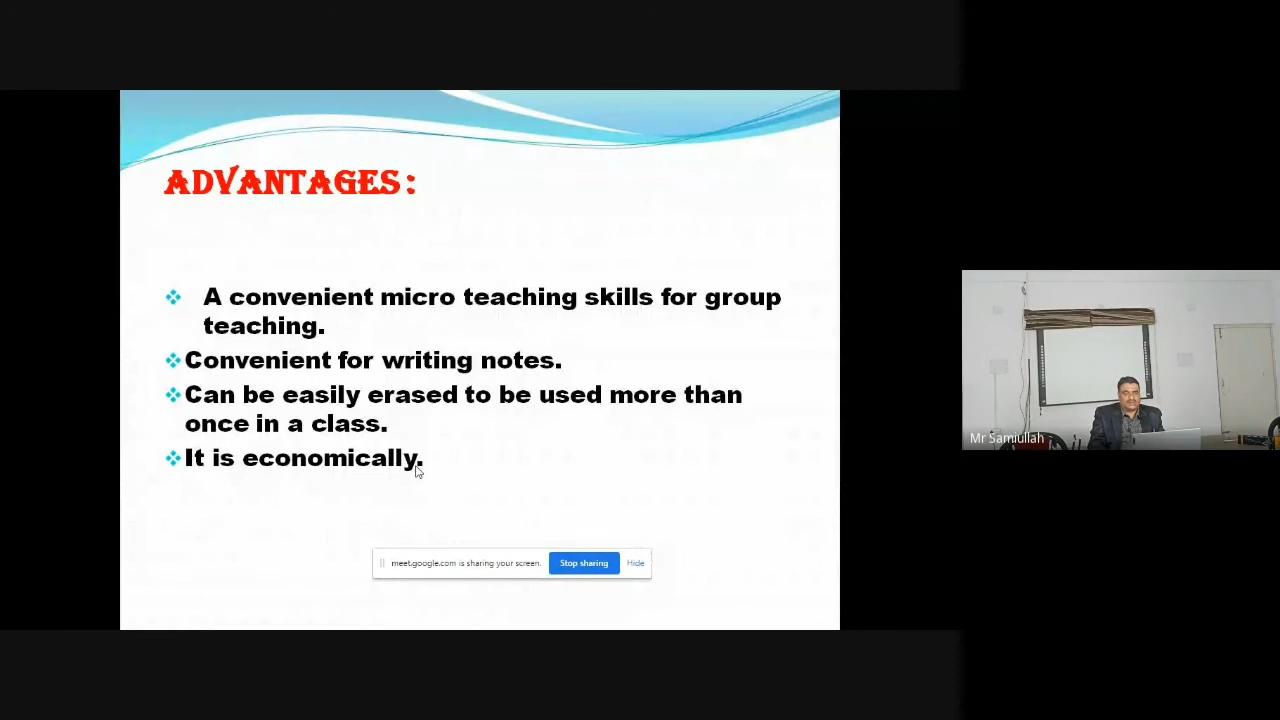 ADVANTAGES:
A convenient micro teaching skills for group
teaching.
Convenient for writing notes.
Can be easily erased to be used more than
once in a class.
It is economically.
meet.google.com is sharing your screen. Stop sharing Hide
Mr Samiullah